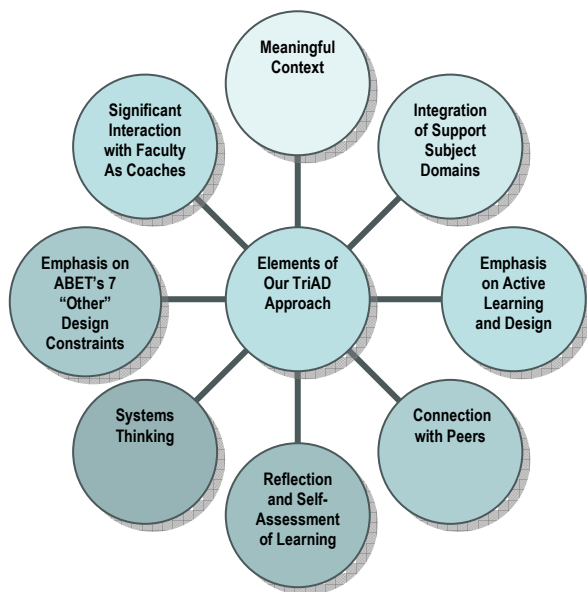 Meaningful
Context
Significant
Interaction
with Faculty
As Coaches
Integration
of Support
Subject
Domains
Emphasis on
ABET's 7
“Other”
Design
Constraints
Elements of
Our TriAD
Approach
Emphasis
on Active
Learning
and Design
Systems
Thinking
Connection
with Peers
Reflection
and Self-
Assessment
of Learning